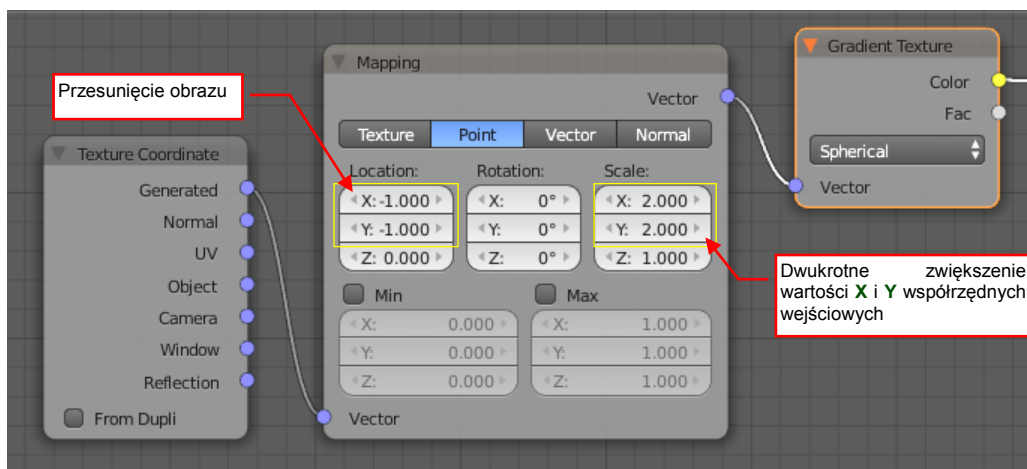 Przesunięcie obrazu
Texture Coordinate
Generated
Normal
UV
Object
Camera
Window
Reflection
From Dupli
Mapping
Vector
Texture Point Vector Normal
Location: Rotation: Scale:
X: -1.000 X: 0° X: 2.000
Y: -1.000 Y: 0° Y: 2.000
Z: 0.000 Z: 0° Z: 1.000
Min Max
X: 0.000 X: 1.000
Y: 0.000 Y: 1.000
Z: 0.000 Z: 1.000
Vector
Gradient Texture
Color
Fac
Spherical
Vector
Dwukrotne zwiększenie
wartości X i Y współrzędnych
wejściowych